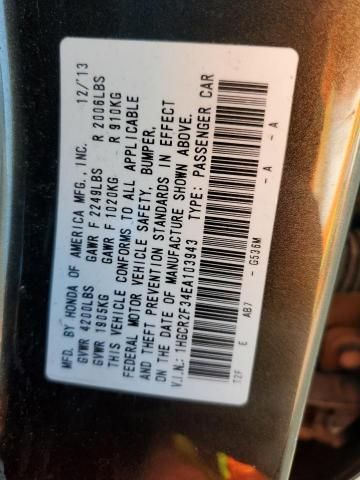 MFD. BY HONDA OF AMERICA MFG., INC. 12/13
GVWR 4200LBS GAWR F 2249LBS R 2006LBS
GVWR 1905KG GAWR F 1020KG R 910KG
THIS VEHICLE CONFORMS TO ALL APPLICABLE
FEDERAL MOTOR VEHICLE SAFETY, BUMPER,
AND THEFT PREVENTION STANDARDS IN EFFECT
ON THE DATE OF MANUFACTURE SHOWN ABOVE.
V.I.N.: 1HGCR2F34EA103943 TYPE: PASSENGER CAR
T2F E AB7 - G536M - A - A